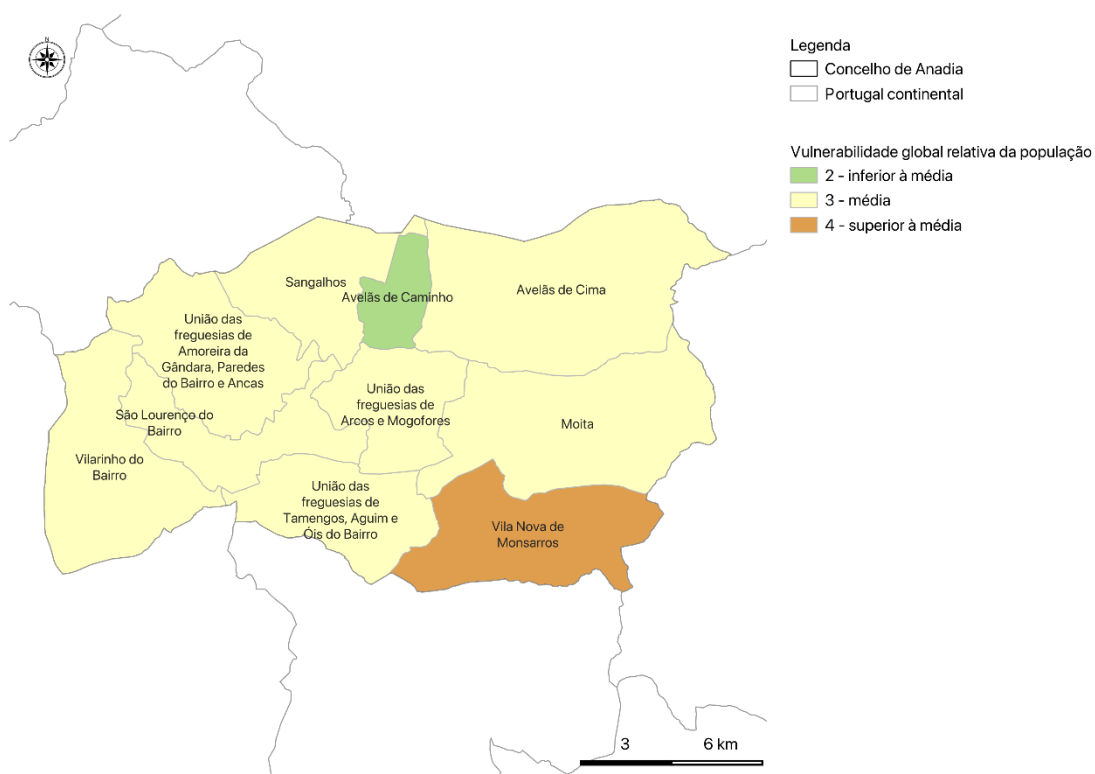 N
Legenda
Concelho de Anadia
Portugal continental
Vulnerabilidade global relativa da população
2 - inferior à média
3 - média
4 - superior à média
Sangalhos
Avelãs de Caminho
Avelãs de Cima
União das
freguesias de
Amoreira da
Gândara, Paredes
do Bairro e Ancas
União das
freguesias de
Arcos e Mogofores
São Lourenço do
Bairro
Moita
Vilarinho do
Bairro
União das
freguesias de
Tamengos, Aguim e
Óis do Bairro
Vila Nova de
Monsarros
3 6 km